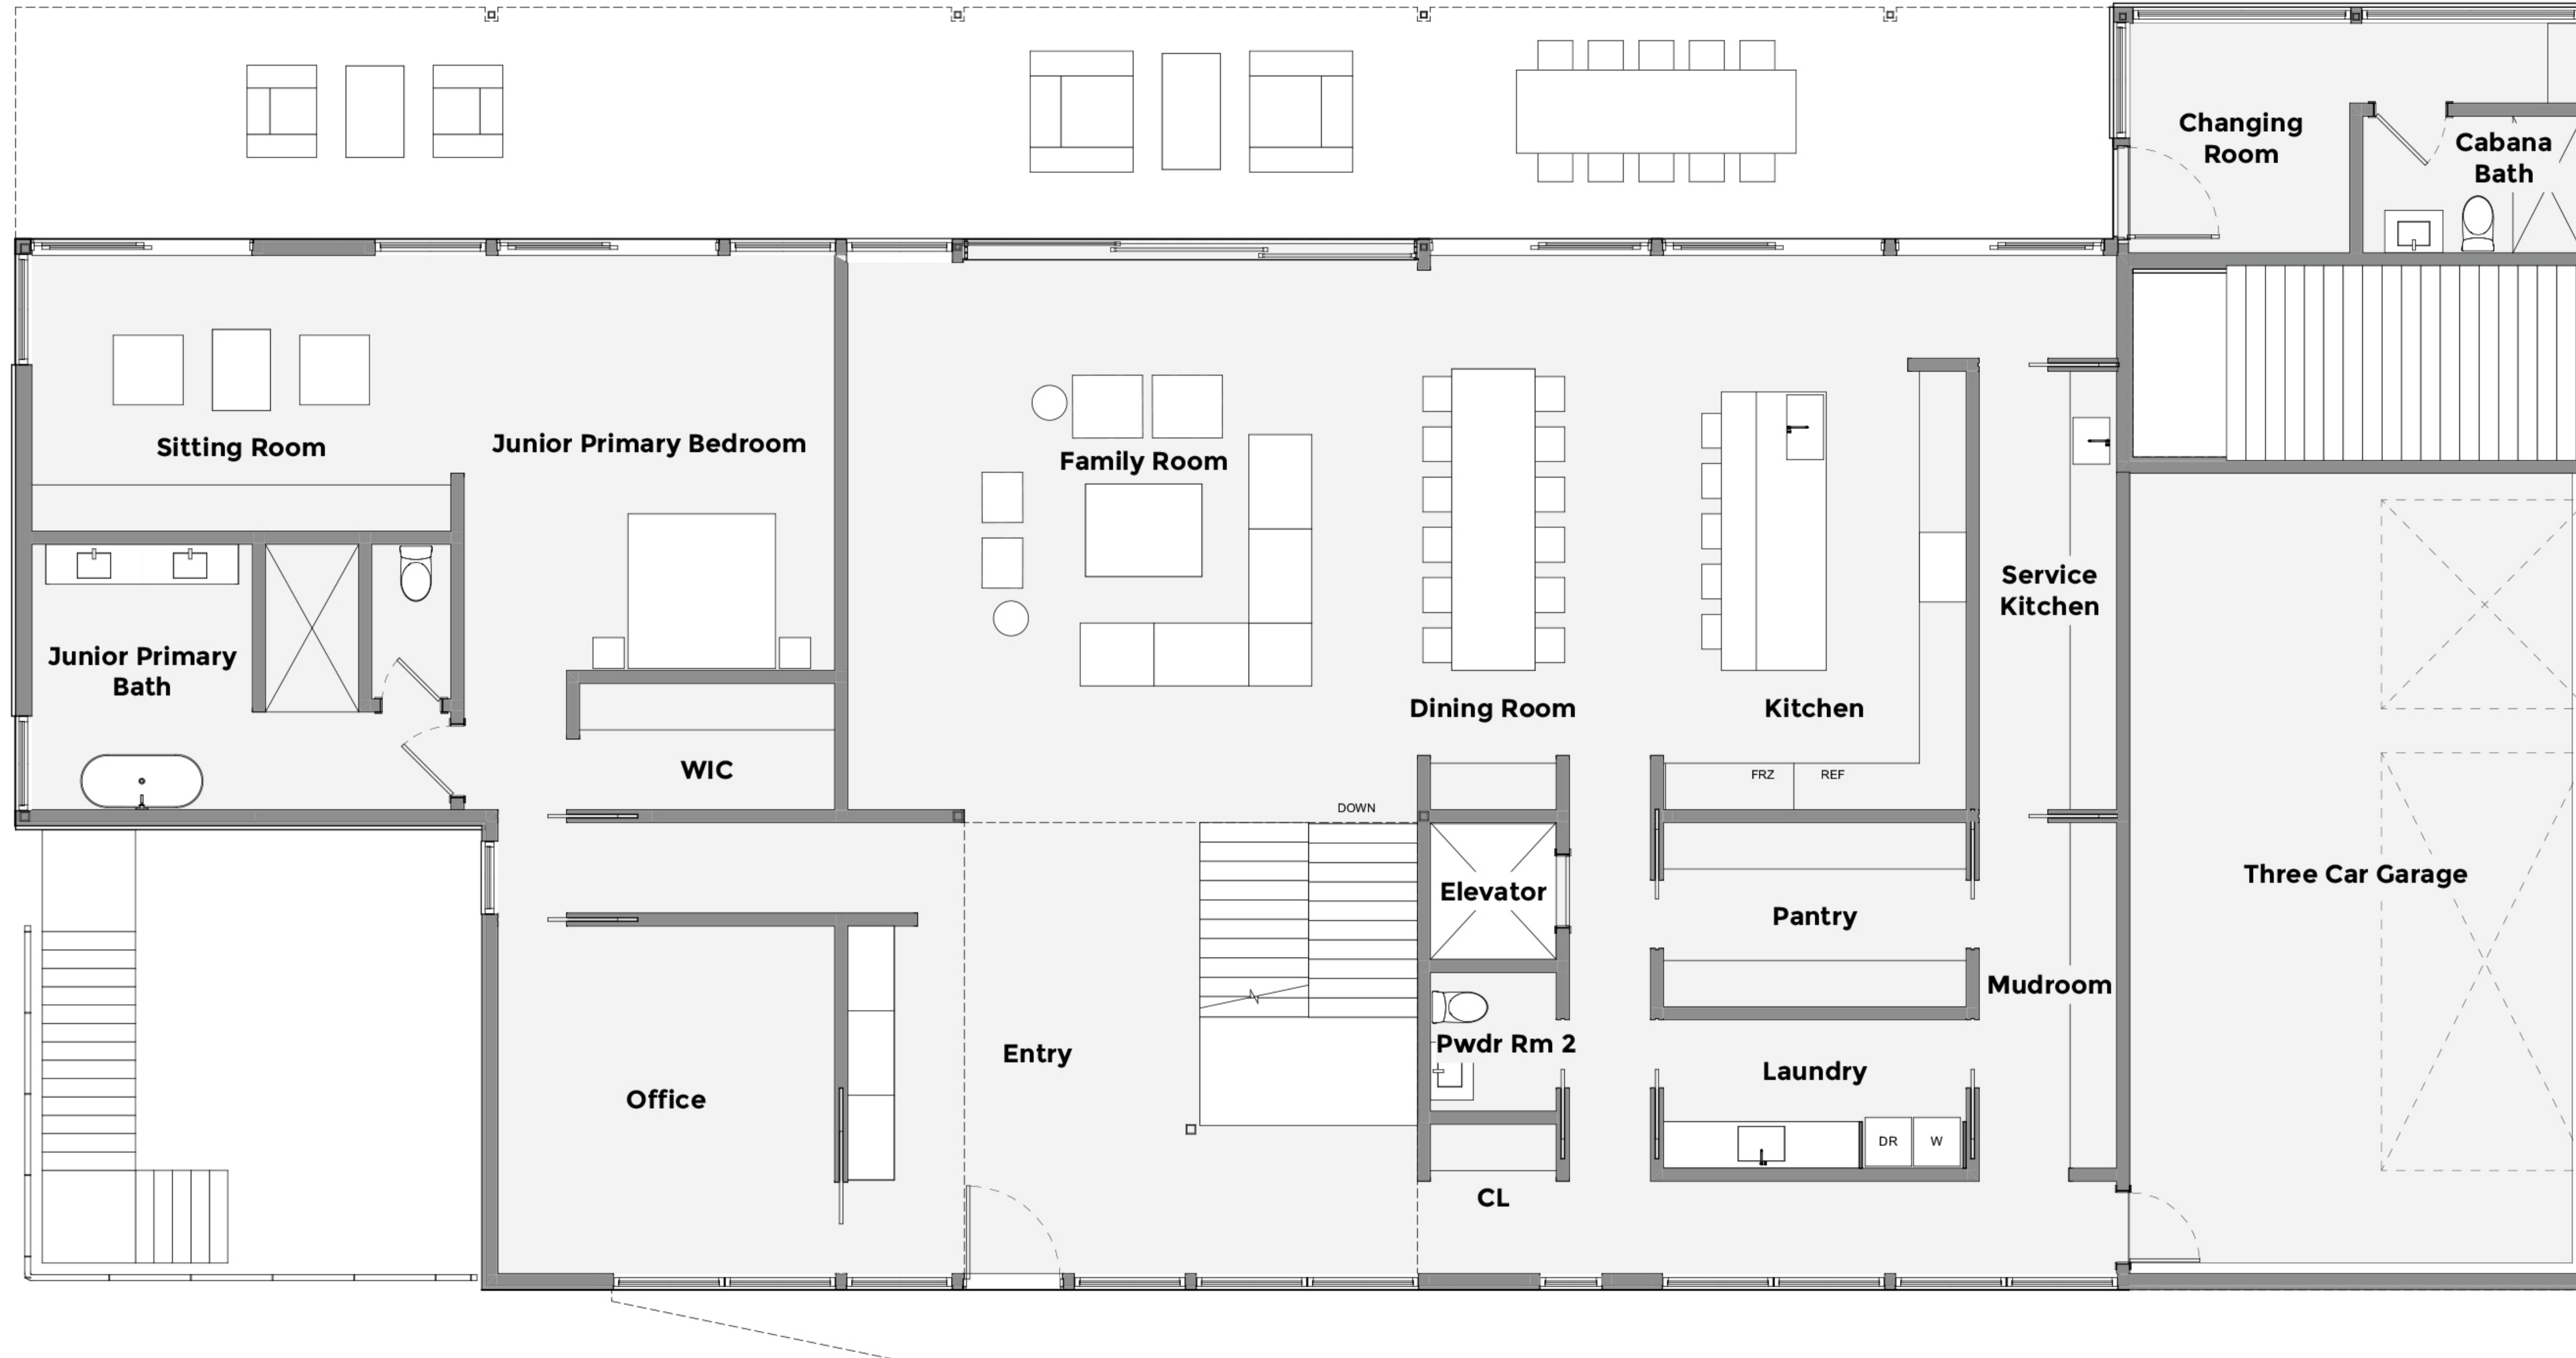 Changing
Room
Cabana
Bath
Sitting Room
Junior Primary Bedroom
Family Room
Service
Kitchen
Junior Primary
Bath
Dining Room
Kitchen
WIC
FRZ
REF
DOWN
Elevator
Three Car Garage
Pantry
Mudroom
Pwdr Rm 2
Entry
Laundry
Office
DR
W
CL